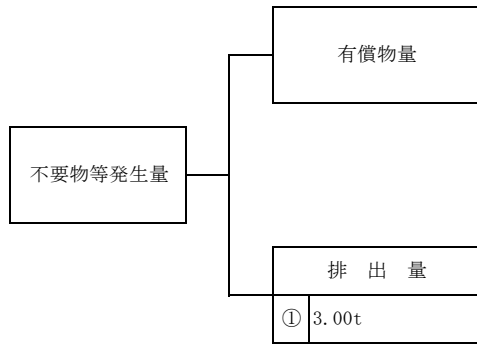 有償物量
不要物等発生量
排 出 量
① 3.00t